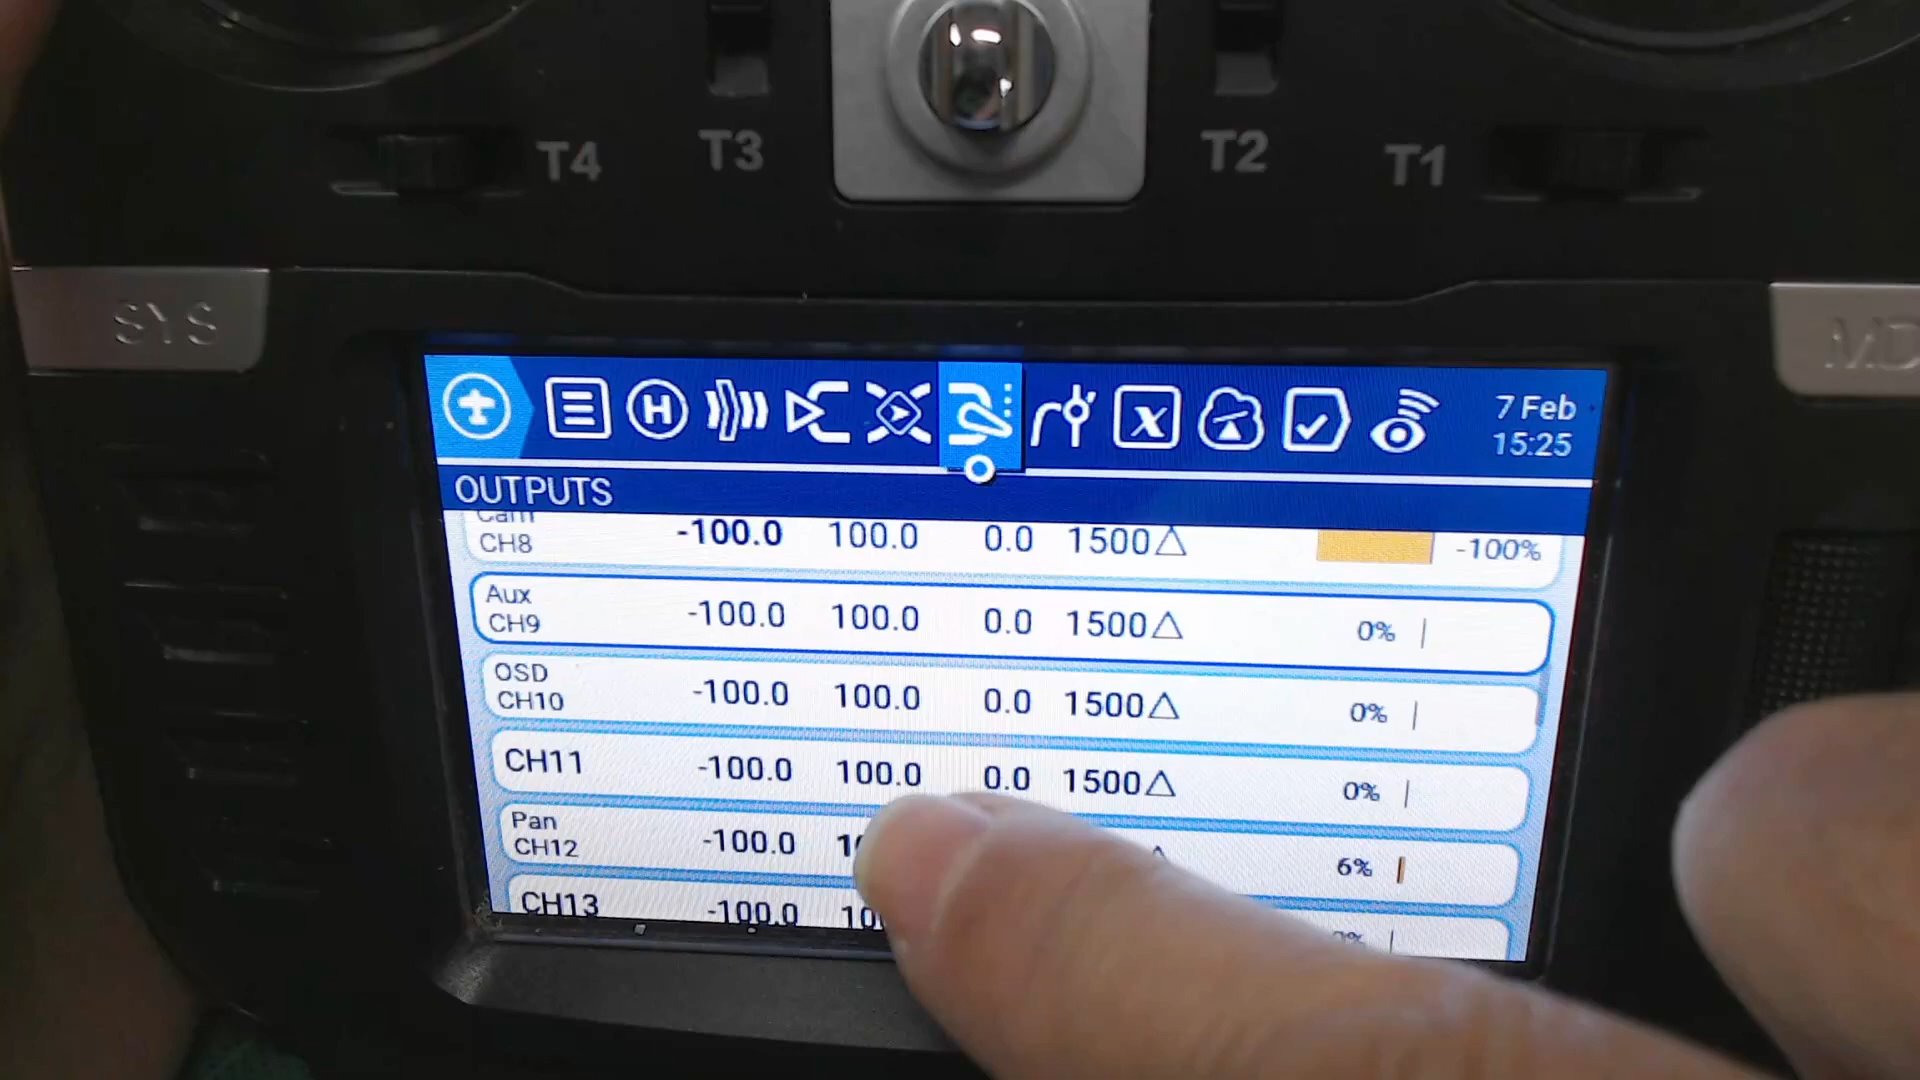 T4 T3 T2 T1
SYS
7 Feb
15:25
OUTPUTS
Cam
CH8 -100.0 100.0 0.0 1500△ -100%
Aux
CH9 -100.0 100.0 0.0 1500△ 0%
OSD
CH10 -100.0 100.0 0.0 1500△ 0%
CH11 -100.0 100.0 0.0 1500△ 0%
Pan
CH12 -100.0 6%
CH13 -100.0